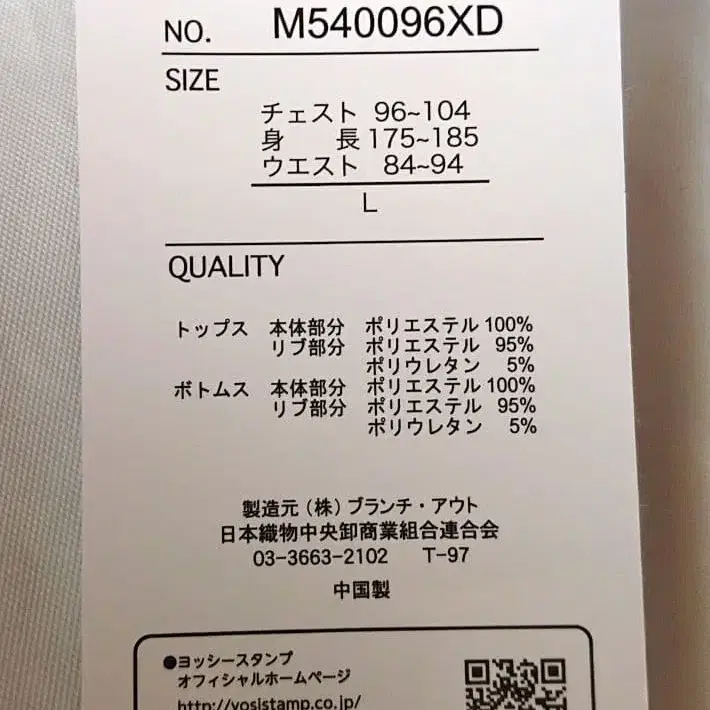 NO. M540096XD
SIZE
チェスト 96~104
身 長 175~185
ウエスト 84~94
L
QUALITY
トップス 本体部分 ポリエステル 100%
リブ部分 ポリエステル 95%
ポリウレタン 5%
ボトムス 本体部分 ポリエステル 100%
リブ部分 ポリエステル 95%
ポリウレタン 5%
製造元（株）ブランチ・アウト
日本織物中央卸商業組合連合会
03-3663-2102 T-97
中国製
●ヨッシースタンプ
オフィシャルホームページ
http://yosistamp.co.jp/